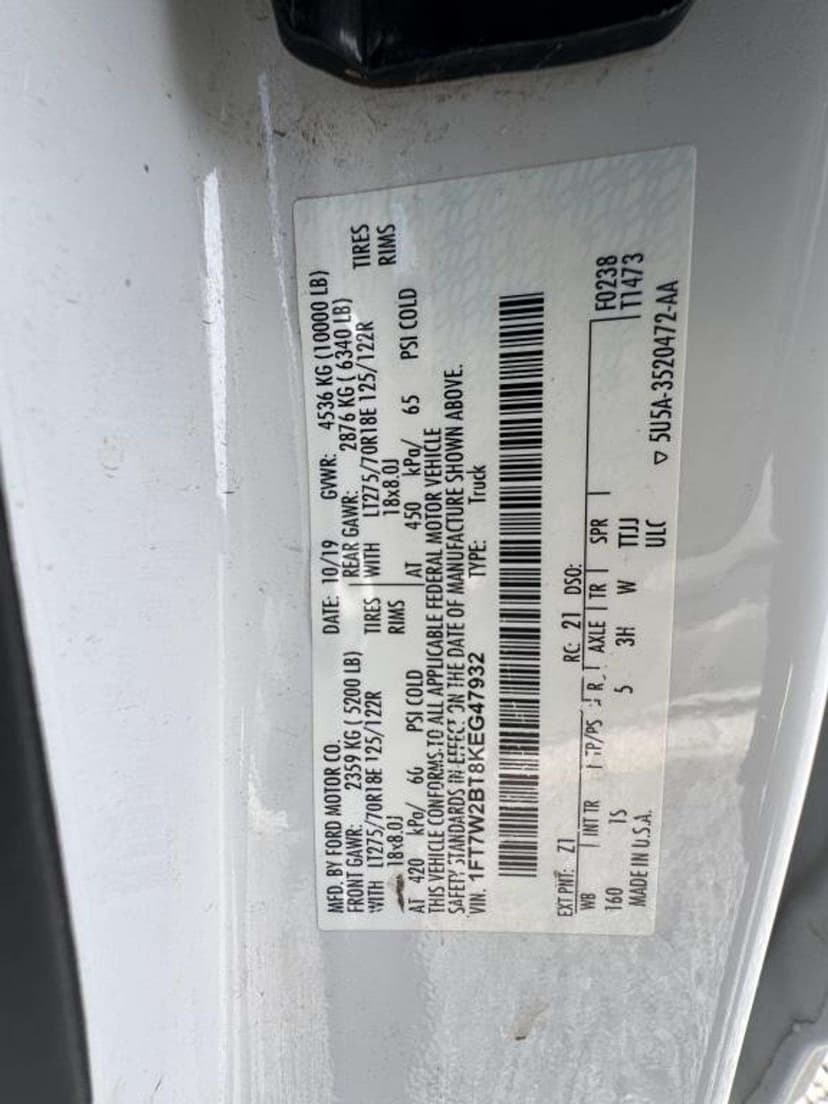 MFD. BY FORD MOTOR CO.
DATE: 10/19 GVWR: 4536 KG (10000 LB)
FRONT GAWR: 2359 KG ( 5200 LB)
REAR GAWR: 2876 KG ( 6340 LB)
WITH LT275/70R18E 125/122R TIRES
WITH LT275/70R18E 125/122R TIRES
18x8.0J RIMS
18x8.0J RIMS
AT 420 kPa/ 66 PSI COLD
AT 450 kPa/ 65 PSI COLD
THIS VEHICLE CONFORMS TO ALL APPLICABLE FEDERAL MOTOR VEHICLE
SAFETY STANDARDS IN EFFECT ON THE DATE OF MANUFACTURE SHOWN ABOVE.
VIN: 1FT7W2BT8KEG47932 TYPE: Truck
EXT PNT: Z1 RC: 21 DSO: F0238
WB INT TR TP/PS R AXLE TR SPR T1473
160 1S 5 3H W TTJJ
MADE IN U.S.A. ULC
5U5A-3520472-AA